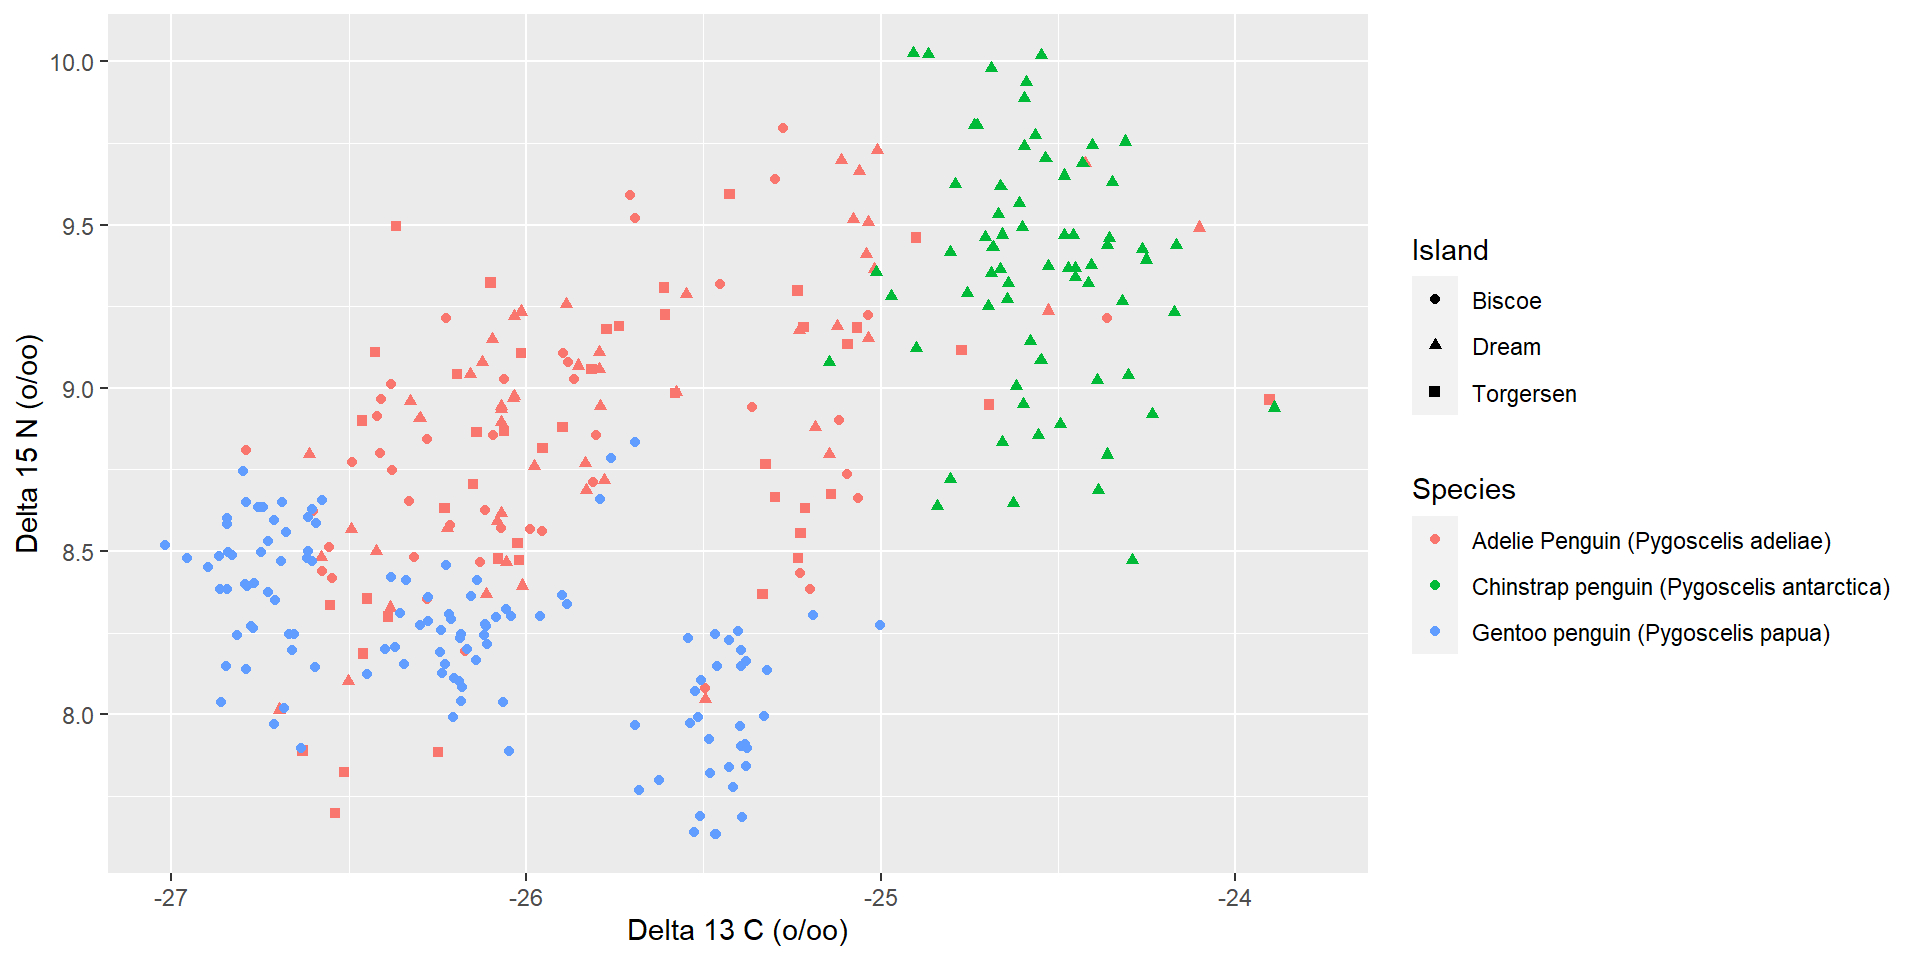 10.0
9.5
9.0
8.5
8.0
Delta 15 N (o/oo)
-27
-26
-25
-24
Delta 13 C (o/oo)
Island
Biscoe
Dream
Torgersen
Species
Adelie Penguin (Pygoscelis adeliae)
Chinstrap penguin (Pygoscelis antarctica)
Gentoo penguin (Pygoscelis papua)